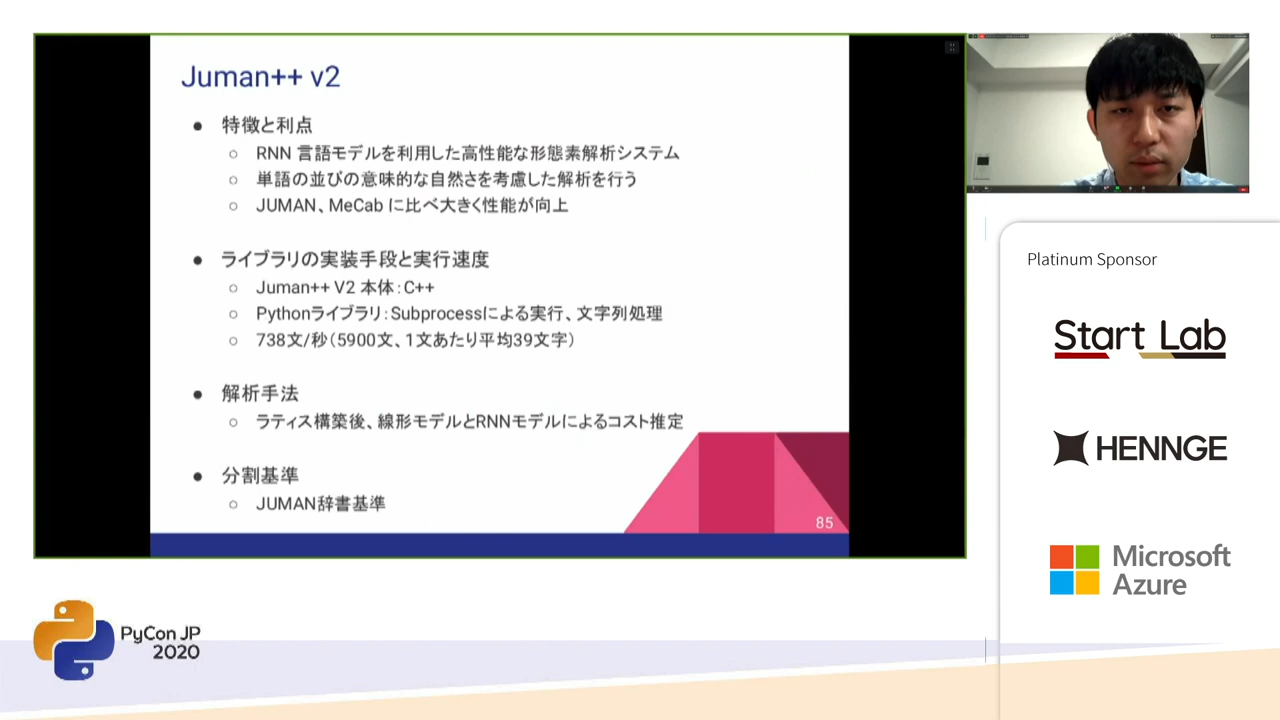 Juman++ v2
● 特徴と利点
○ RNN 言語モデルを利用した高性能な形態素解析システム
○ 単語の並びの意味的な自然さを考慮した解析を行う
○ JUMAN、MeCab に比べ大きく性能が向上
● ライブラリの実装手段と実行速度
○ Juman++ V2 本体：C++
○ Pythonライブラリ：Subprocessによる実行、文字列処理
○ 738文/秒（5900文、1文あたり平均39文字）
● 解析手法
○ ラティス構築後、線形モデルとRNNモデルによるコスト推定
● 分割基準
○ JUMAN辞書基準
85
Platinum Sponsor
Start Lab
HENNGE
Microsoft
Azure
PyCon JP
2020